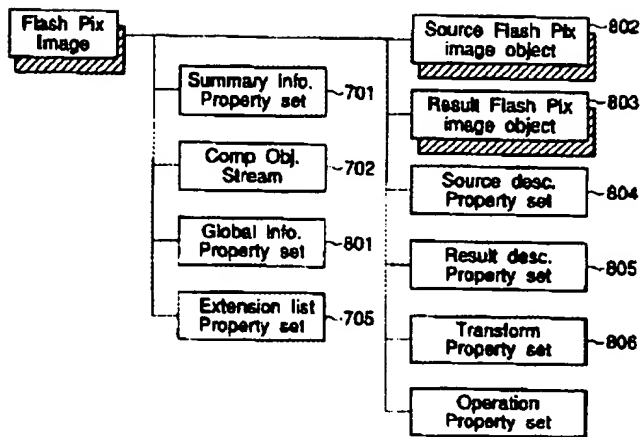 Flash Pix
Image
Summary Info.
Property set
701
Comp Obj.
Stream
702
Global Info.
Property set
801
Extension list
Property set
705
Source Flash Pix
image object
802
Result Flash Pix
image object
803
Source desc.
Property set
804
Result desc.
Property set
805
Transform
Property set
806
Operation
Property set